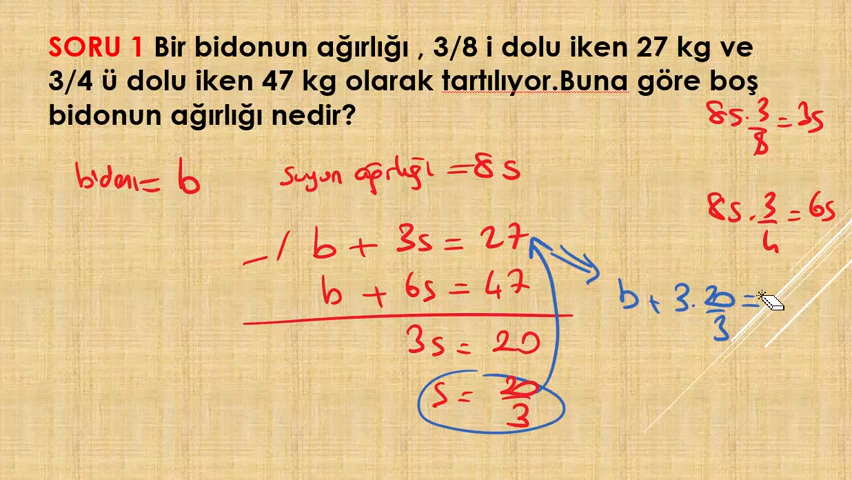 SORU 1 Bir bidonun ağırlığı , 3/8 i dolu iken 27 kg ve
3/4 ü dolu iken 47 kg olarak tartılıyor.Buna göre boş
bidonun ağırlığı nedir?
8s · 3/8 = 3s
bidon = b
suyun ağırlığı = 8s
8s · 3/4 = 6s
-/ b + 3s = 27
b + 6s = 47
b + 3 · 20/3 =
3s = 20
s = 20/3